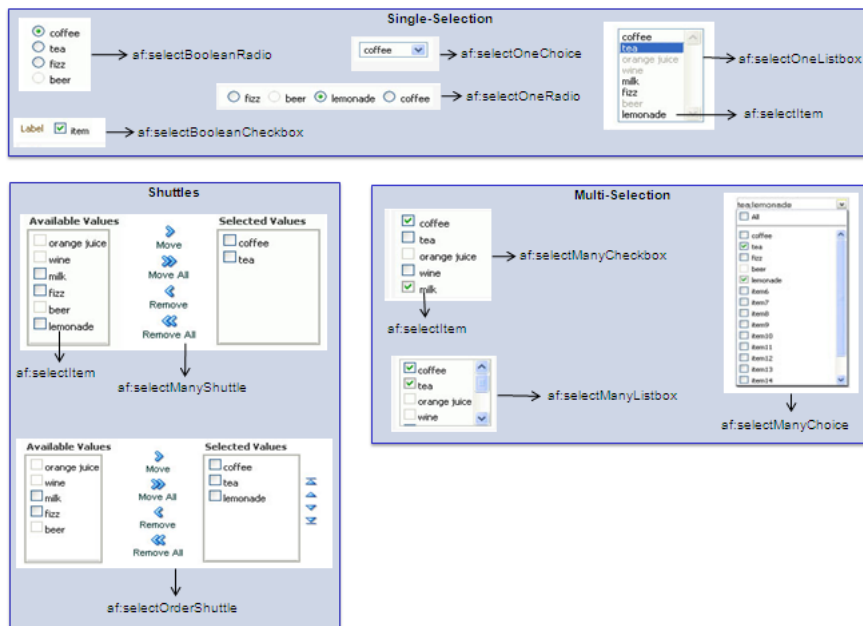 Single-Selection
coffee
tea
fizz
beer
af:selectBooleanRadio
coffee
af:selectOneChoice
coffee
tea
orange juice
wine
milk
fizz
beer
lemonade
af:selectOneListbox
af:selectItem
fizz beer lemonade coffee
af:selectOneRadio
Label item
af:selectBooleanCheckbox
Shuttles
Available Values
orange juice
wine
milk
fizz
beer
lemonade
Move
Move All
Remove
Remove All
Selected Values
coffee
tea
af:selectItem
af:selectManyShuttle
Available Values
orange juice
wine
milk
fizz
beer
Move
Move All
Remove
Remove All
Selected Values
coffee
tea
lemonade
af:selectOrderShuttle
Multi-Selection
coffee
tea
orange juice
wine
milk
af:selectManyCheckbox
af:selectItem
coffee
tea
orange juice
wine
af:selectManyListbox
tea;lemonade
All
coffee
tea
fizz
beer
lemonade
item6
item7
item8
item9
item10
item11
item12
item13
item14
af:selectManyChoice